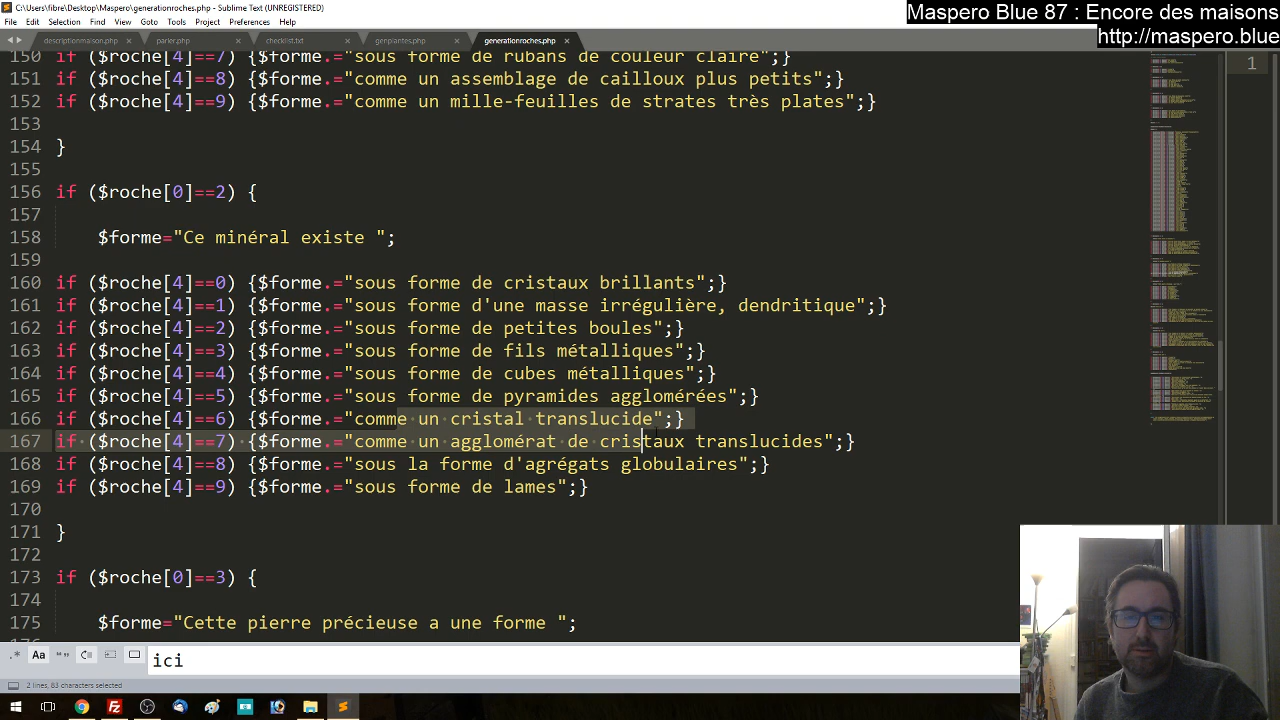 C:\Users\fibre\Desktop\Maspero\generationroches.php - Sublime Text (UNREGISTERED)
Maspero Blue 87 : Encore des maisons
http://maspero.blue
File Edit Selection Find View Goto Tools Project Preferences Help
descriptionmaison.php × parler.php × checklist.txt × genplantes.php × generationroches.php ×
150 if ($roche[4]==7) {$forme.="sous forme de rubans de couleur claire";}
151 if ($roche[4]==8) {$forme.="comme un assemblage de cailloux plus petits";}
152 if ($roche[4]==9) {$forme.="comme un mille-feuilles de strates très plates";}
153
154 }
155
156 if ($roche[0]==2) {
157
158 $forme="Ce minéral existe ";
159
160 if ($roche[4]==0) {$forme.="sous forme de cristaux brillants";}
161 if ($roche[4]==1) {$forme.="sous forme d'une masse irrégulière, dendritique";}
162 if ($roche[4]==2) {$forme.="sous forme de petites boules";}
163 if ($roche[4]==3) {$forme.="sous forme de fils métalliques";}
164 if ($roche[4]==4) {$forme.="sous forme de cubes métalliques";}
165 if ($roche[4]==5) {$forme.="sous forme de pyramides agglomérées";}
166 if ($roche[4]==6) {$forme.="comme un cristal translucide";}
167 if ($roche[4]==7) {$forme.="comme un agglomérat de cristaux translucides";}
168 if ($roche[4]==8) {$forme.="sous la forme d'agrégats globulaires";}
169 if ($roche[4]==9) {$forme.="sous forme de lames";}
170
171 }
172
173 if ($roche[0]==3) {
174
175 $forme="Cette pierre précieuse a une forme ";
176
1
.* Aa "" ici
2 lines, 83 characters selected